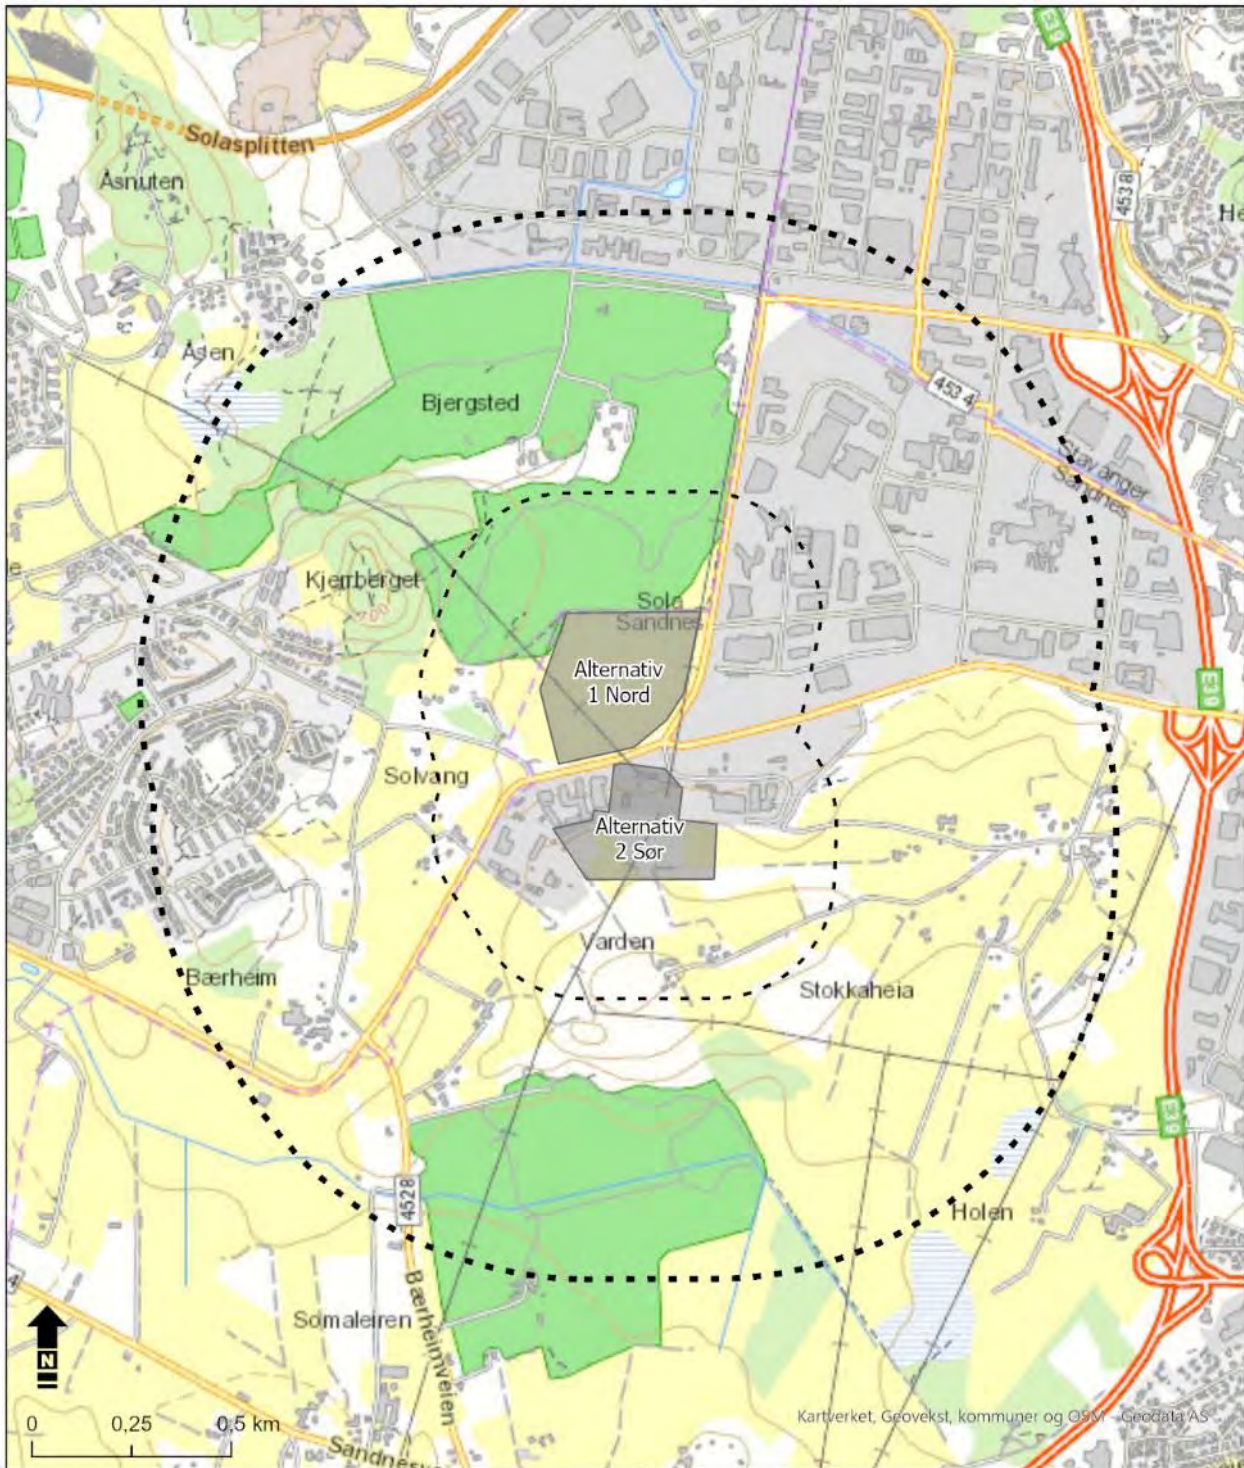 E39
Solasplitten
Åsnuten
453 8
He
Åsen
453 4
Bjergsted
Stavanger
Sandnes
Kjerrberget
e
Sola
Sandnes
Alternativ
1 Nord
E39
Solvang
Alternativ
2 Sør
Varden
Bærheim
Stokkaheia
E39
4528
Holen
Bærheimveien
Somaleiren
4
N
0 0,25 0,5 km
Kartverket, Geovekst, kommuner og OSM - Geodata AS